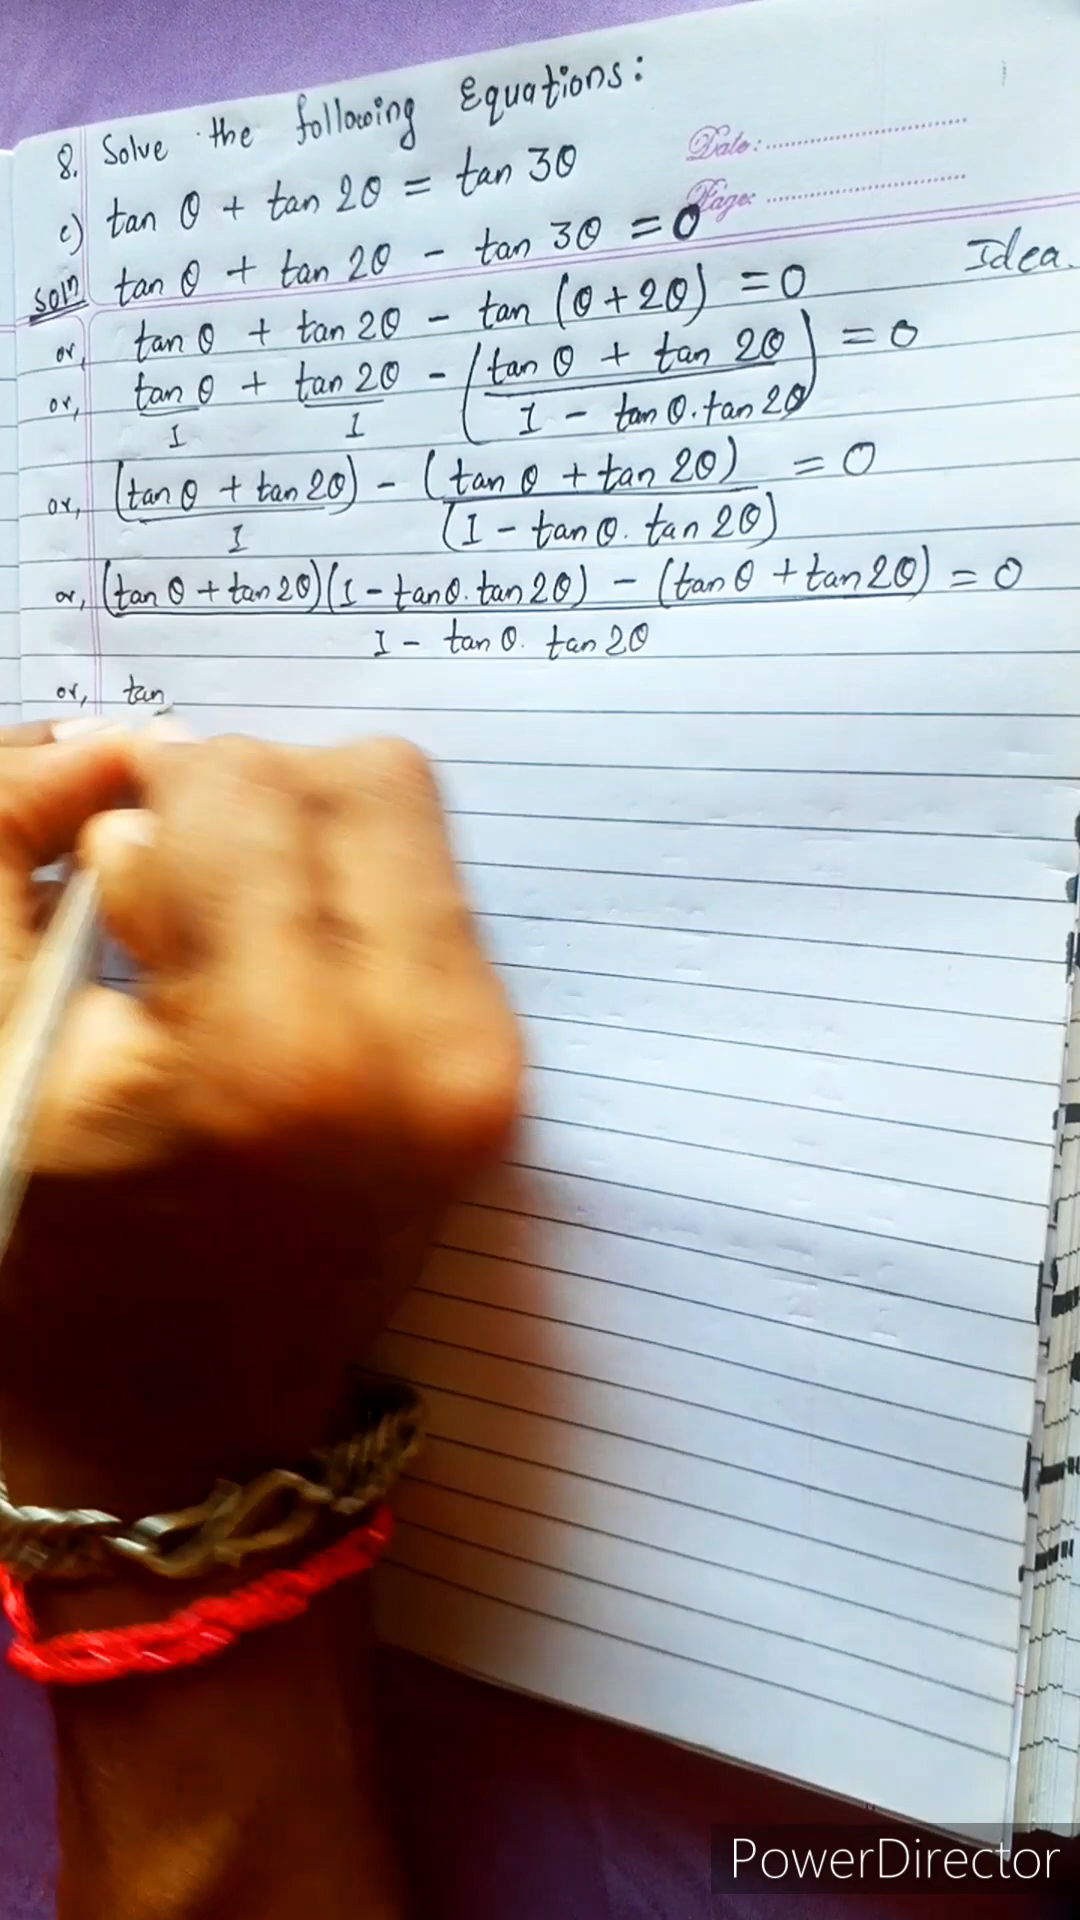 8. Solve the following Equations:
Date: ........................
c) tan θ + tan 2θ = tan 3θ
Page: ........................
soln tan θ + tan 2θ - tan 3θ = 0
Idea.
or, tan θ + tan 2θ - tan (θ + 2θ) = 0
or, tan θ/1 + tan 2θ/1 - (tan θ + tan 2θ / 1 - tan θ. tan 2θ) = 0
or, (tan θ + tan 2θ)/1 - (tan θ + tan 2θ)/(1 - tan θ. tan 2θ) = 0
or, (tan θ + tan 2θ)(1 - tan θ. tan 2θ) - (tan θ + tan 2θ) = 0
1 - tan θ. tan 2θ
or, tan
PowerDirector